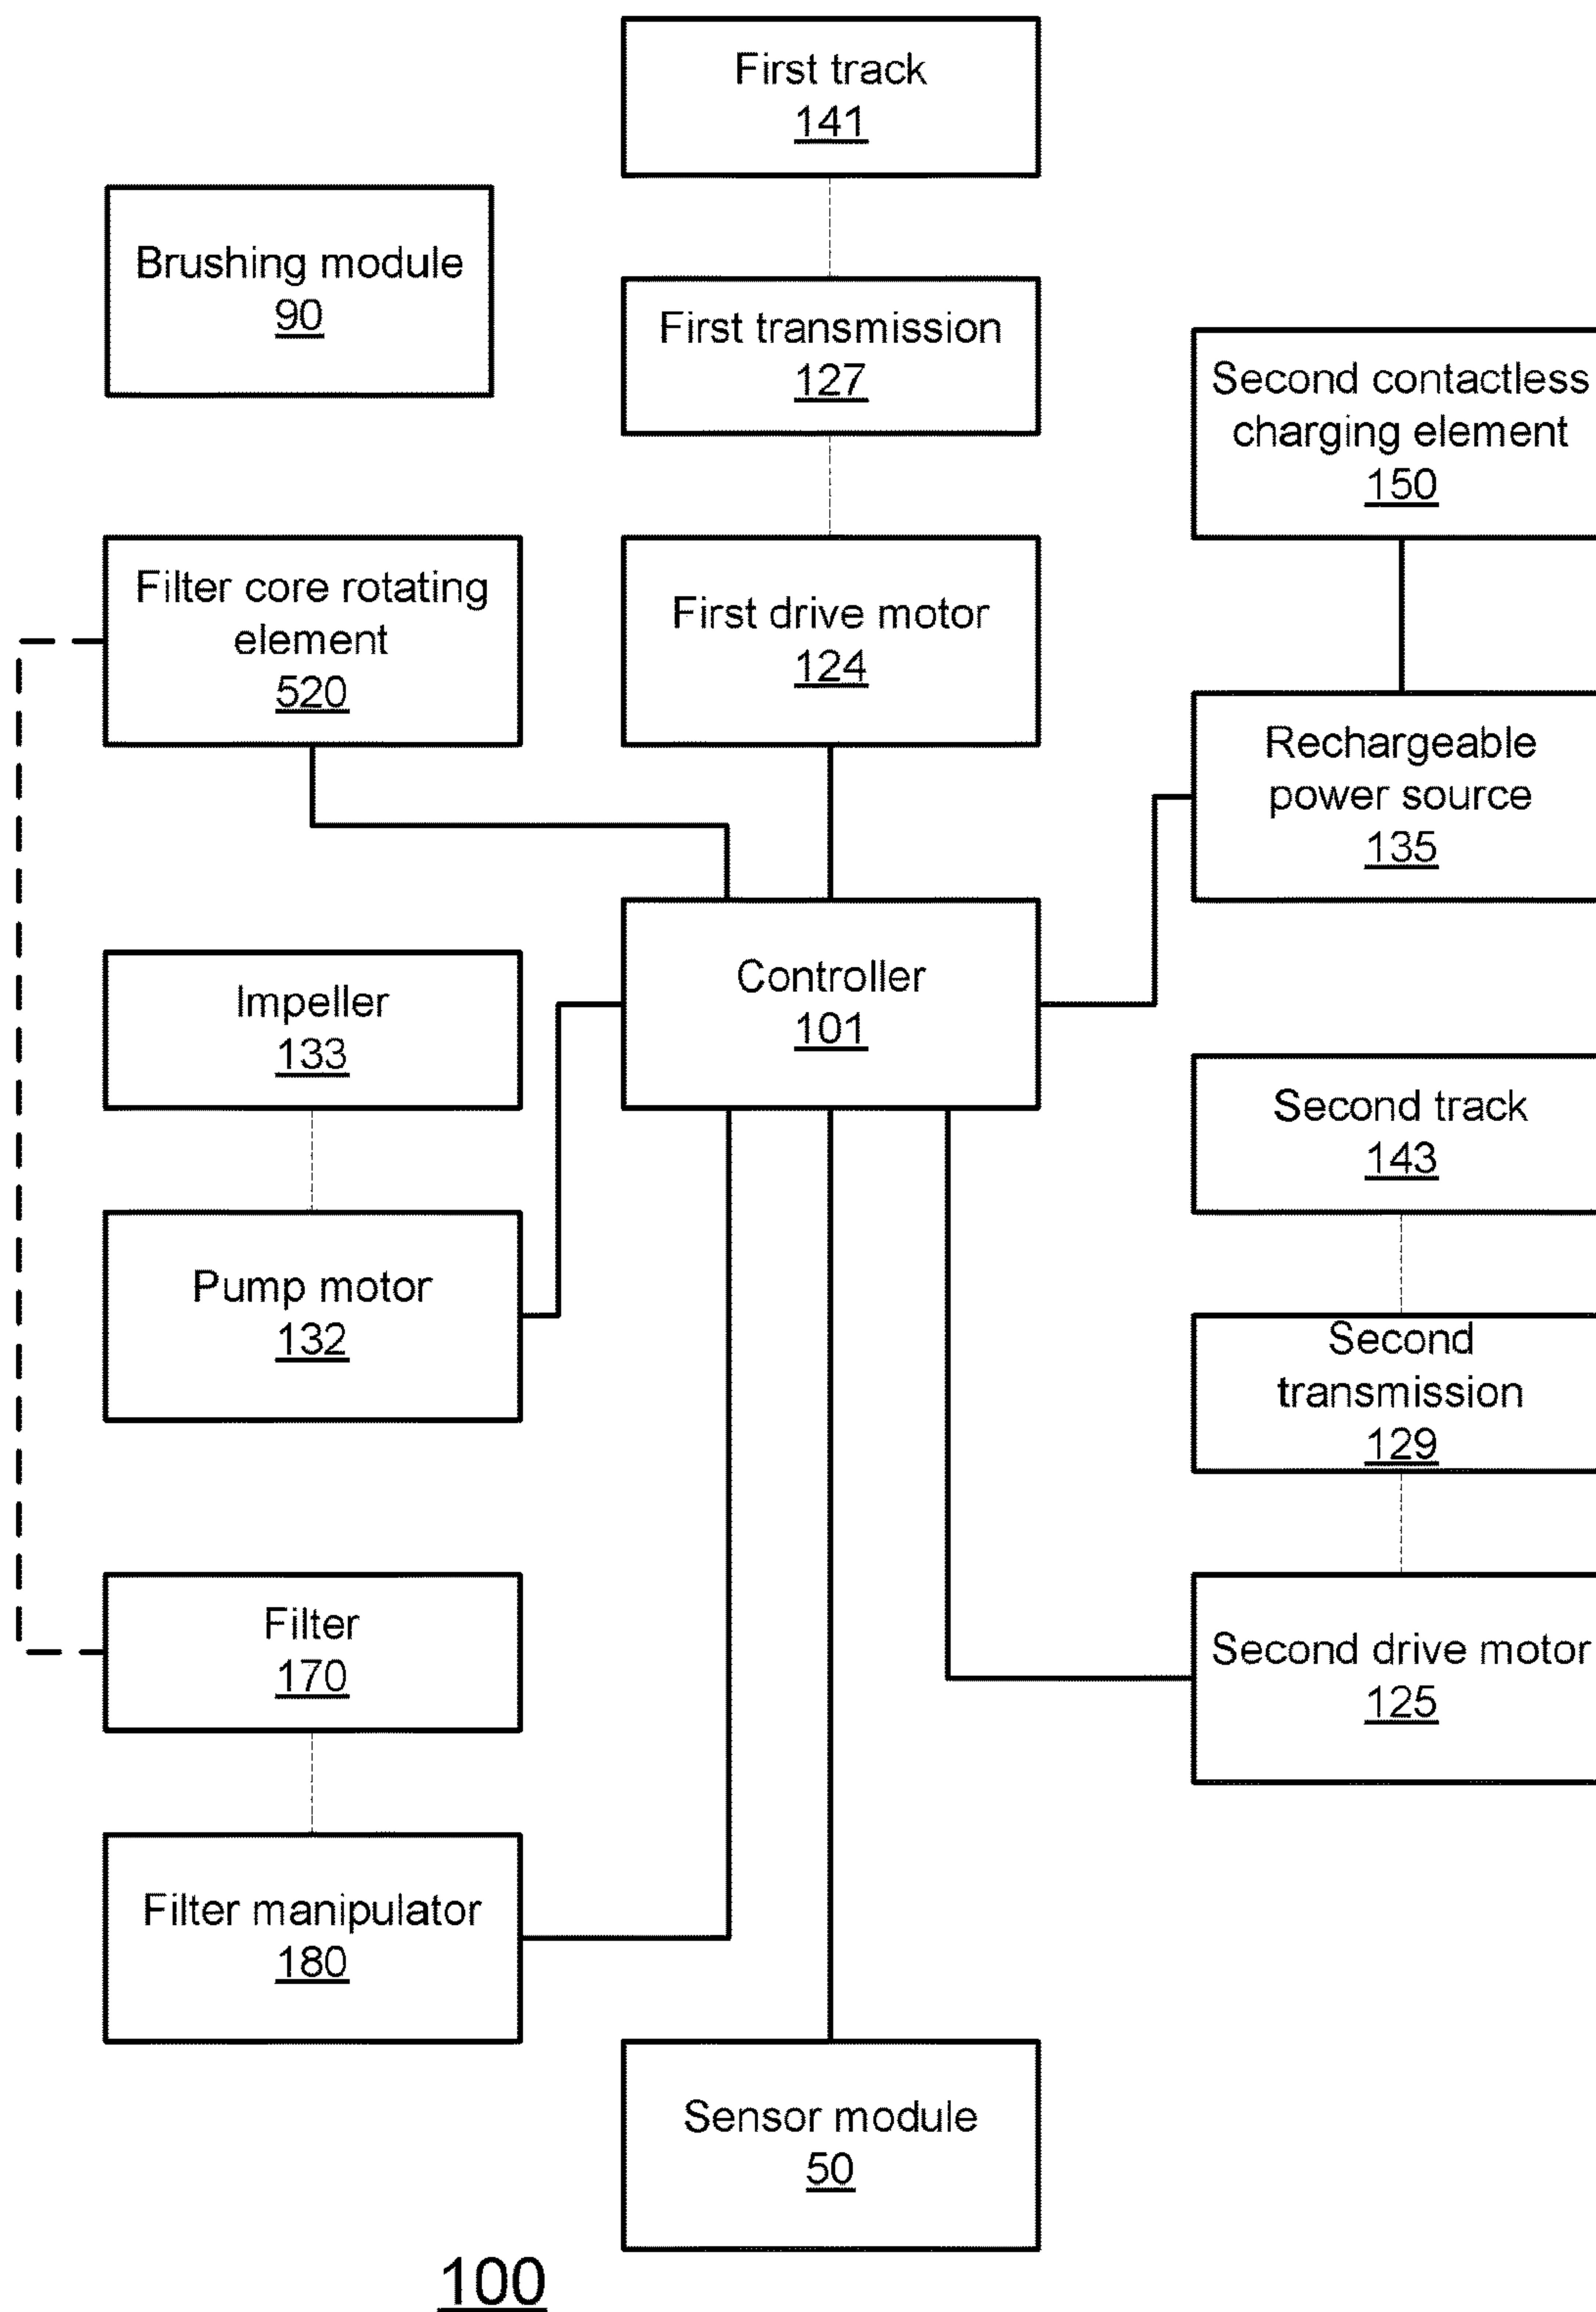 First track
141
Brushing module
90
First transmission
127
Second contactless
charging element
150
Filter core rotating
element
520
First drive motor
124
Rechargeable
power source
135
Impeller
133
Controller
101
Second track
143
Pump motor
132
Second
transmission
129
Filter
170
Second drive motor
125
Filter manipulator
180
Sensor module
50
100